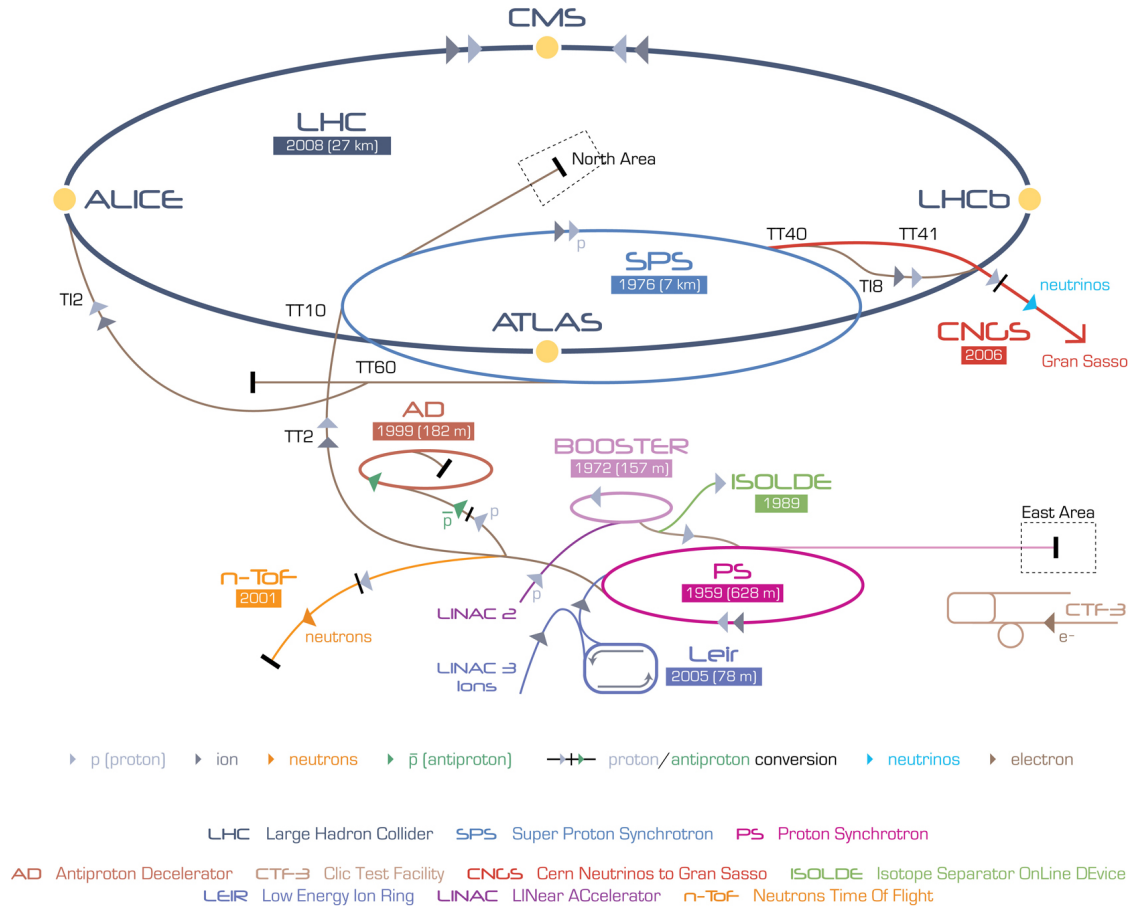 CMS
LHC
2008 (27 km)
North Area
ALICE
LHCb
TT40
TT41
p
SPS
1976 (7 km)
TI8
neutrinos
TI2
TT10
ATLAS
CNGS
2006
Gran Sasso
TT60
AD
1999 (182 m)
TT2
BOOSTER
1972 (157 m)
ISOLDE
1989
p̄
p
East Area
n-ToF
2001
PS
1959 (628 m)
p
LINAC 2
CTF-3
neutrons
e-
LINAC 3
Ions
Leir
2005 (78 m)
p (proton) ion neutrons p̄ (antiproton) proton/antiproton conversion neutrinos electron
LHC Large Hadron Collider SPS Super Proton Synchrotron PS Proton Synchrotron
AD Antiproton Decelerator CTF-3 Clic Test Facility CNGS Cern Neutrinos to Gran Sasso ISOLDE Isotope Separator OnLine DEvice
LEIR Low Energy Ion Ring LINAC LINear ACcelerator n-ToF Neutrons Time Of Flight